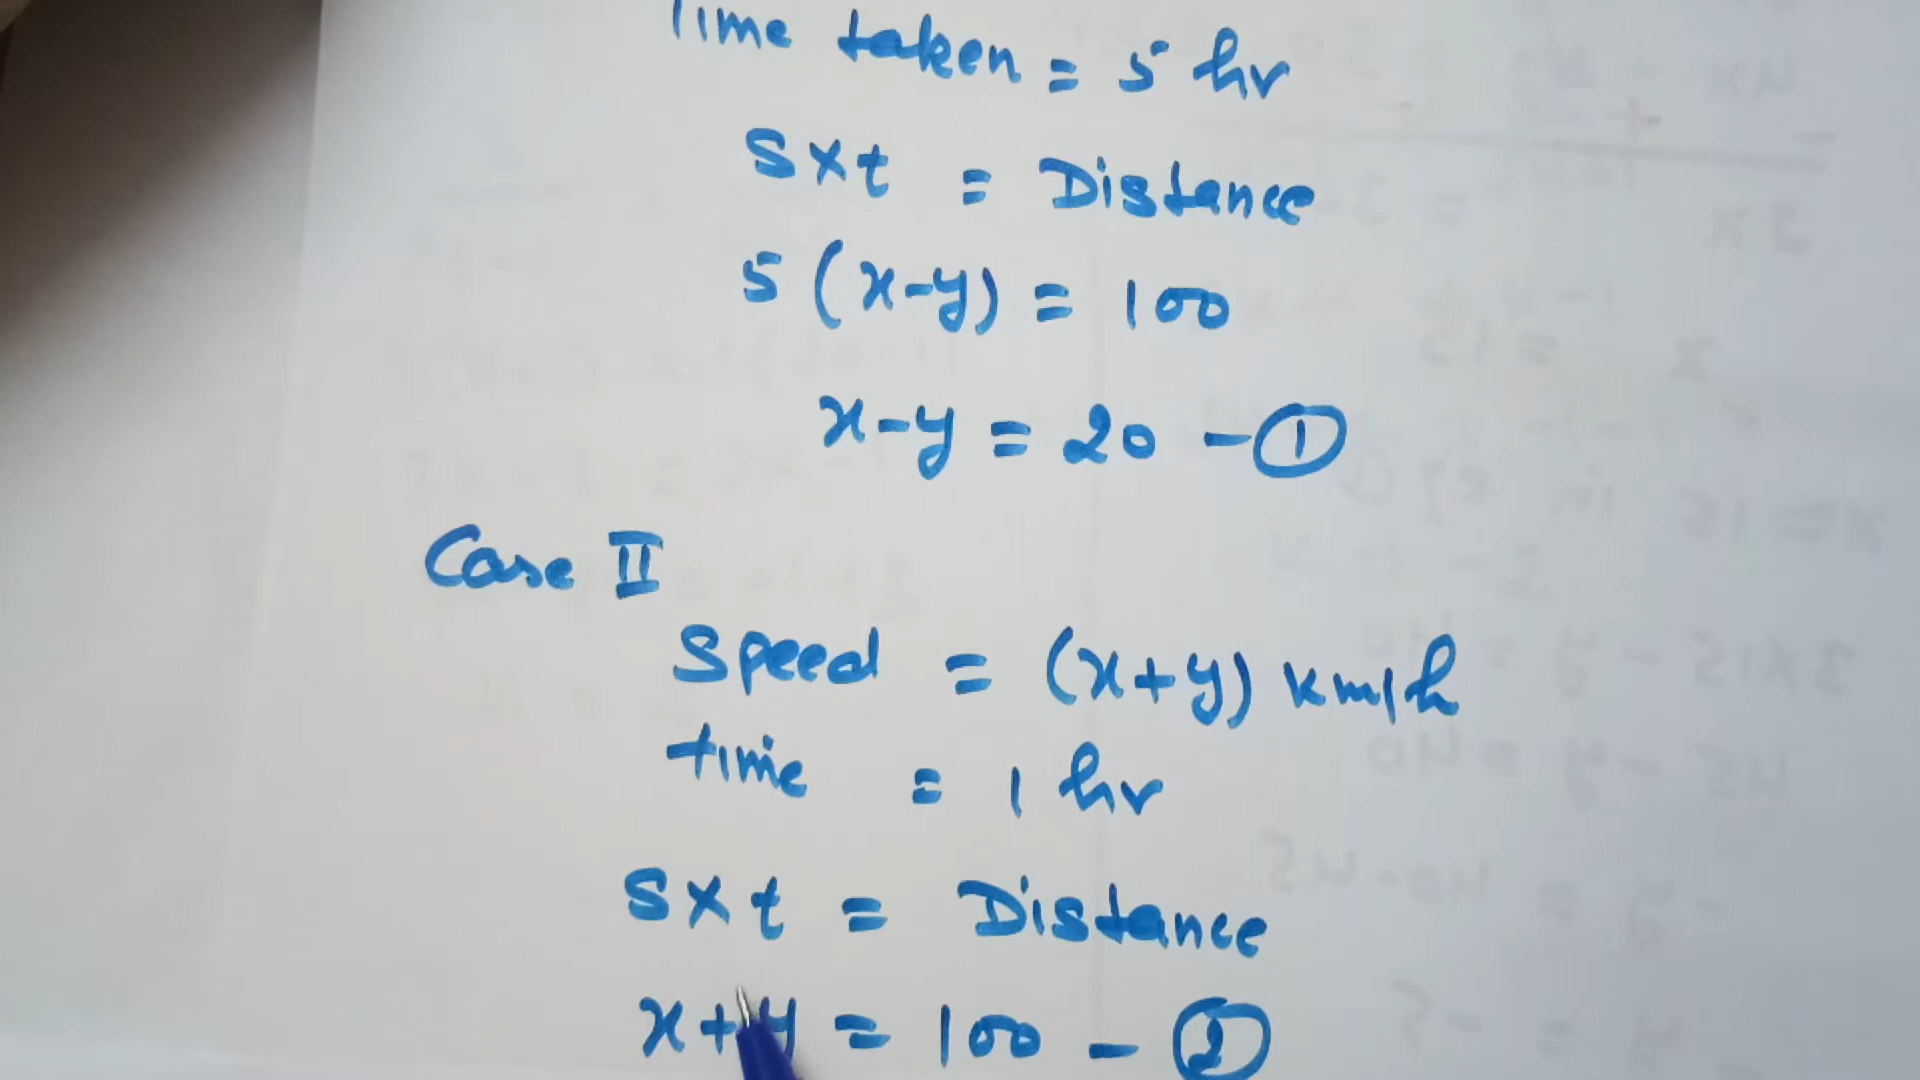 Time taken = 5 hr
S×t = Distance
5(x-y) = 100
x-y = 20 - ①
Case II
Speed = (x+y) km/h
time = 1 hr
S×t = Distance
x+y = 100 - ②